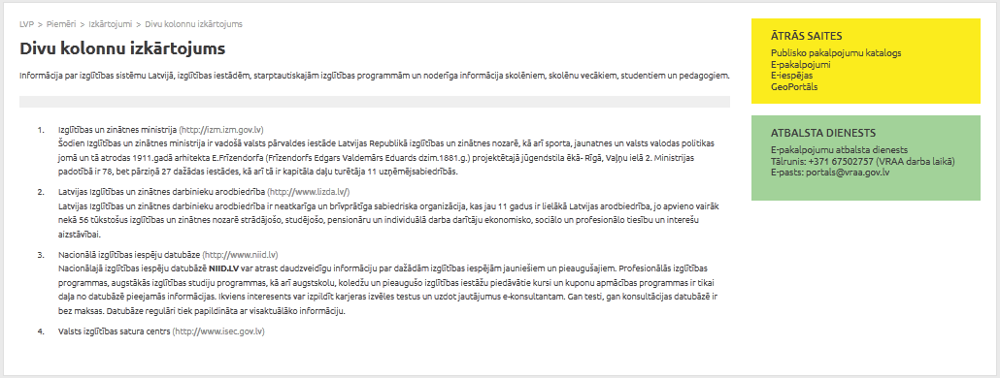 LVP > Piemēri > Izkārtojumi > Divu kolonnu izkārtojums
Divu kolonnu izkārtojums
Informācija par izglītības sistēmu Latvijā, izglītības iestādēm, starptautiskajām izglītības programmām un noderīga informācija skolēniem, skolēnu vecākiem, studentiem un pedagogiem.
1. Izglītības un zinātnes ministrija (http://izm.izm.gov.lv)
Šodien Izglītības un zinātnes ministrija ir vadošā valsts pārvaldes iestāde Latvijas Republikā izglītības un zinātnes nozarē, kā arī sporta, jaunatnes un valsts valodas politikas
jomā un tā atrodas 1911.gadā arhitekta E.Frīzendorfa (Frīzendorfs Edgars Valdemārs Eduards dzim.1881.g.) projektētajā jūgendstila ēkā- Rīgā, Vaļņu ielā 2. Ministrijas
padotībā ir 78, bet pārziņā 27 dažādas iestādes, kā arī tā ir kapitāla daļu turētāja 11 uzņēmējsabiedrībās.
2. Latvijas Izglītības un zinātnes darbinieku arodbiedrība (http://www.lizda.lv/)
Latvijas Izglītības un zinātnes darbinieku arodbiedrība ir neatkarīga un brīvprātīga sabiedriska organizācija, kas jau 11 gadus ir lielākā Latvijas arodbiedrība, jo apvieno vairāk
nekā 56 tūkstošus izglītības un zinātnes nozarē strādājošo, studējošo, pensionāru un individuālā darba darītāju ekonomisko, sociālo un profesionālo tiesību un interešu
aizstāvībai.
3. Nacionālā izglītības iespēju datubāze (http://www.niid.lv)
Nacionālajā izglītības iespēju datubāzē NIID.LV var atrast daudzveidīgu informāciju par dažādām izglītības iespējām jauniešiem un pieaugušajiem. Profesionālās izglītības
programmas, augstākās izglītības studiju programmas, kā arī augstskolu, koledžu un pieaugušo izglītības iestāžu piedāvātie kursi un kuponu apmācības programmas ir tikai
daļa no datubāzē pieejamās informācijas. Ikviens interesents var izpildīt karjeras izvēles testus un uzdot jautājumus e-konsultantam. Gan testi, gan konsultācijas datubāzē ir
bez maksas. Datubāze regulāri tiek papildināta ar visaktuālāko informāciju.
4. Valsts izglītības satura centrs (http://www.isec.gov.lv)
ĀTRĀS SAITES
Publisko pakalpojumu katalogs
E-pakalpojumi
E-iespējas
GeoPortāls
ATBALSTA DIENESTS
E-pakalpojumu atbalsta dienests
Tālrunis: +371 67502757 (VRAA darba laikā)
E-pasts: portals@vraa.gov.lv